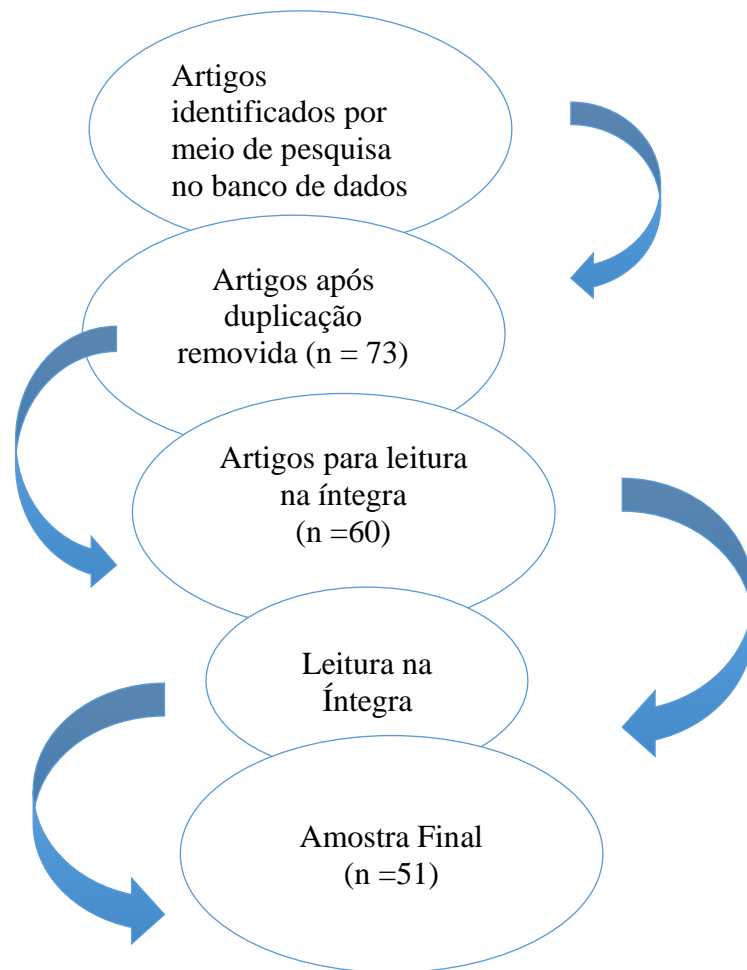 Artigos
identificados por
meio de pesquisa
no banco de dados
Artigos após
duplicação
removida (n = 73)
Artigos para leitura
na íntegra
(n =60)
Leitura na
Íntegra
Amostra Final
(n =51)